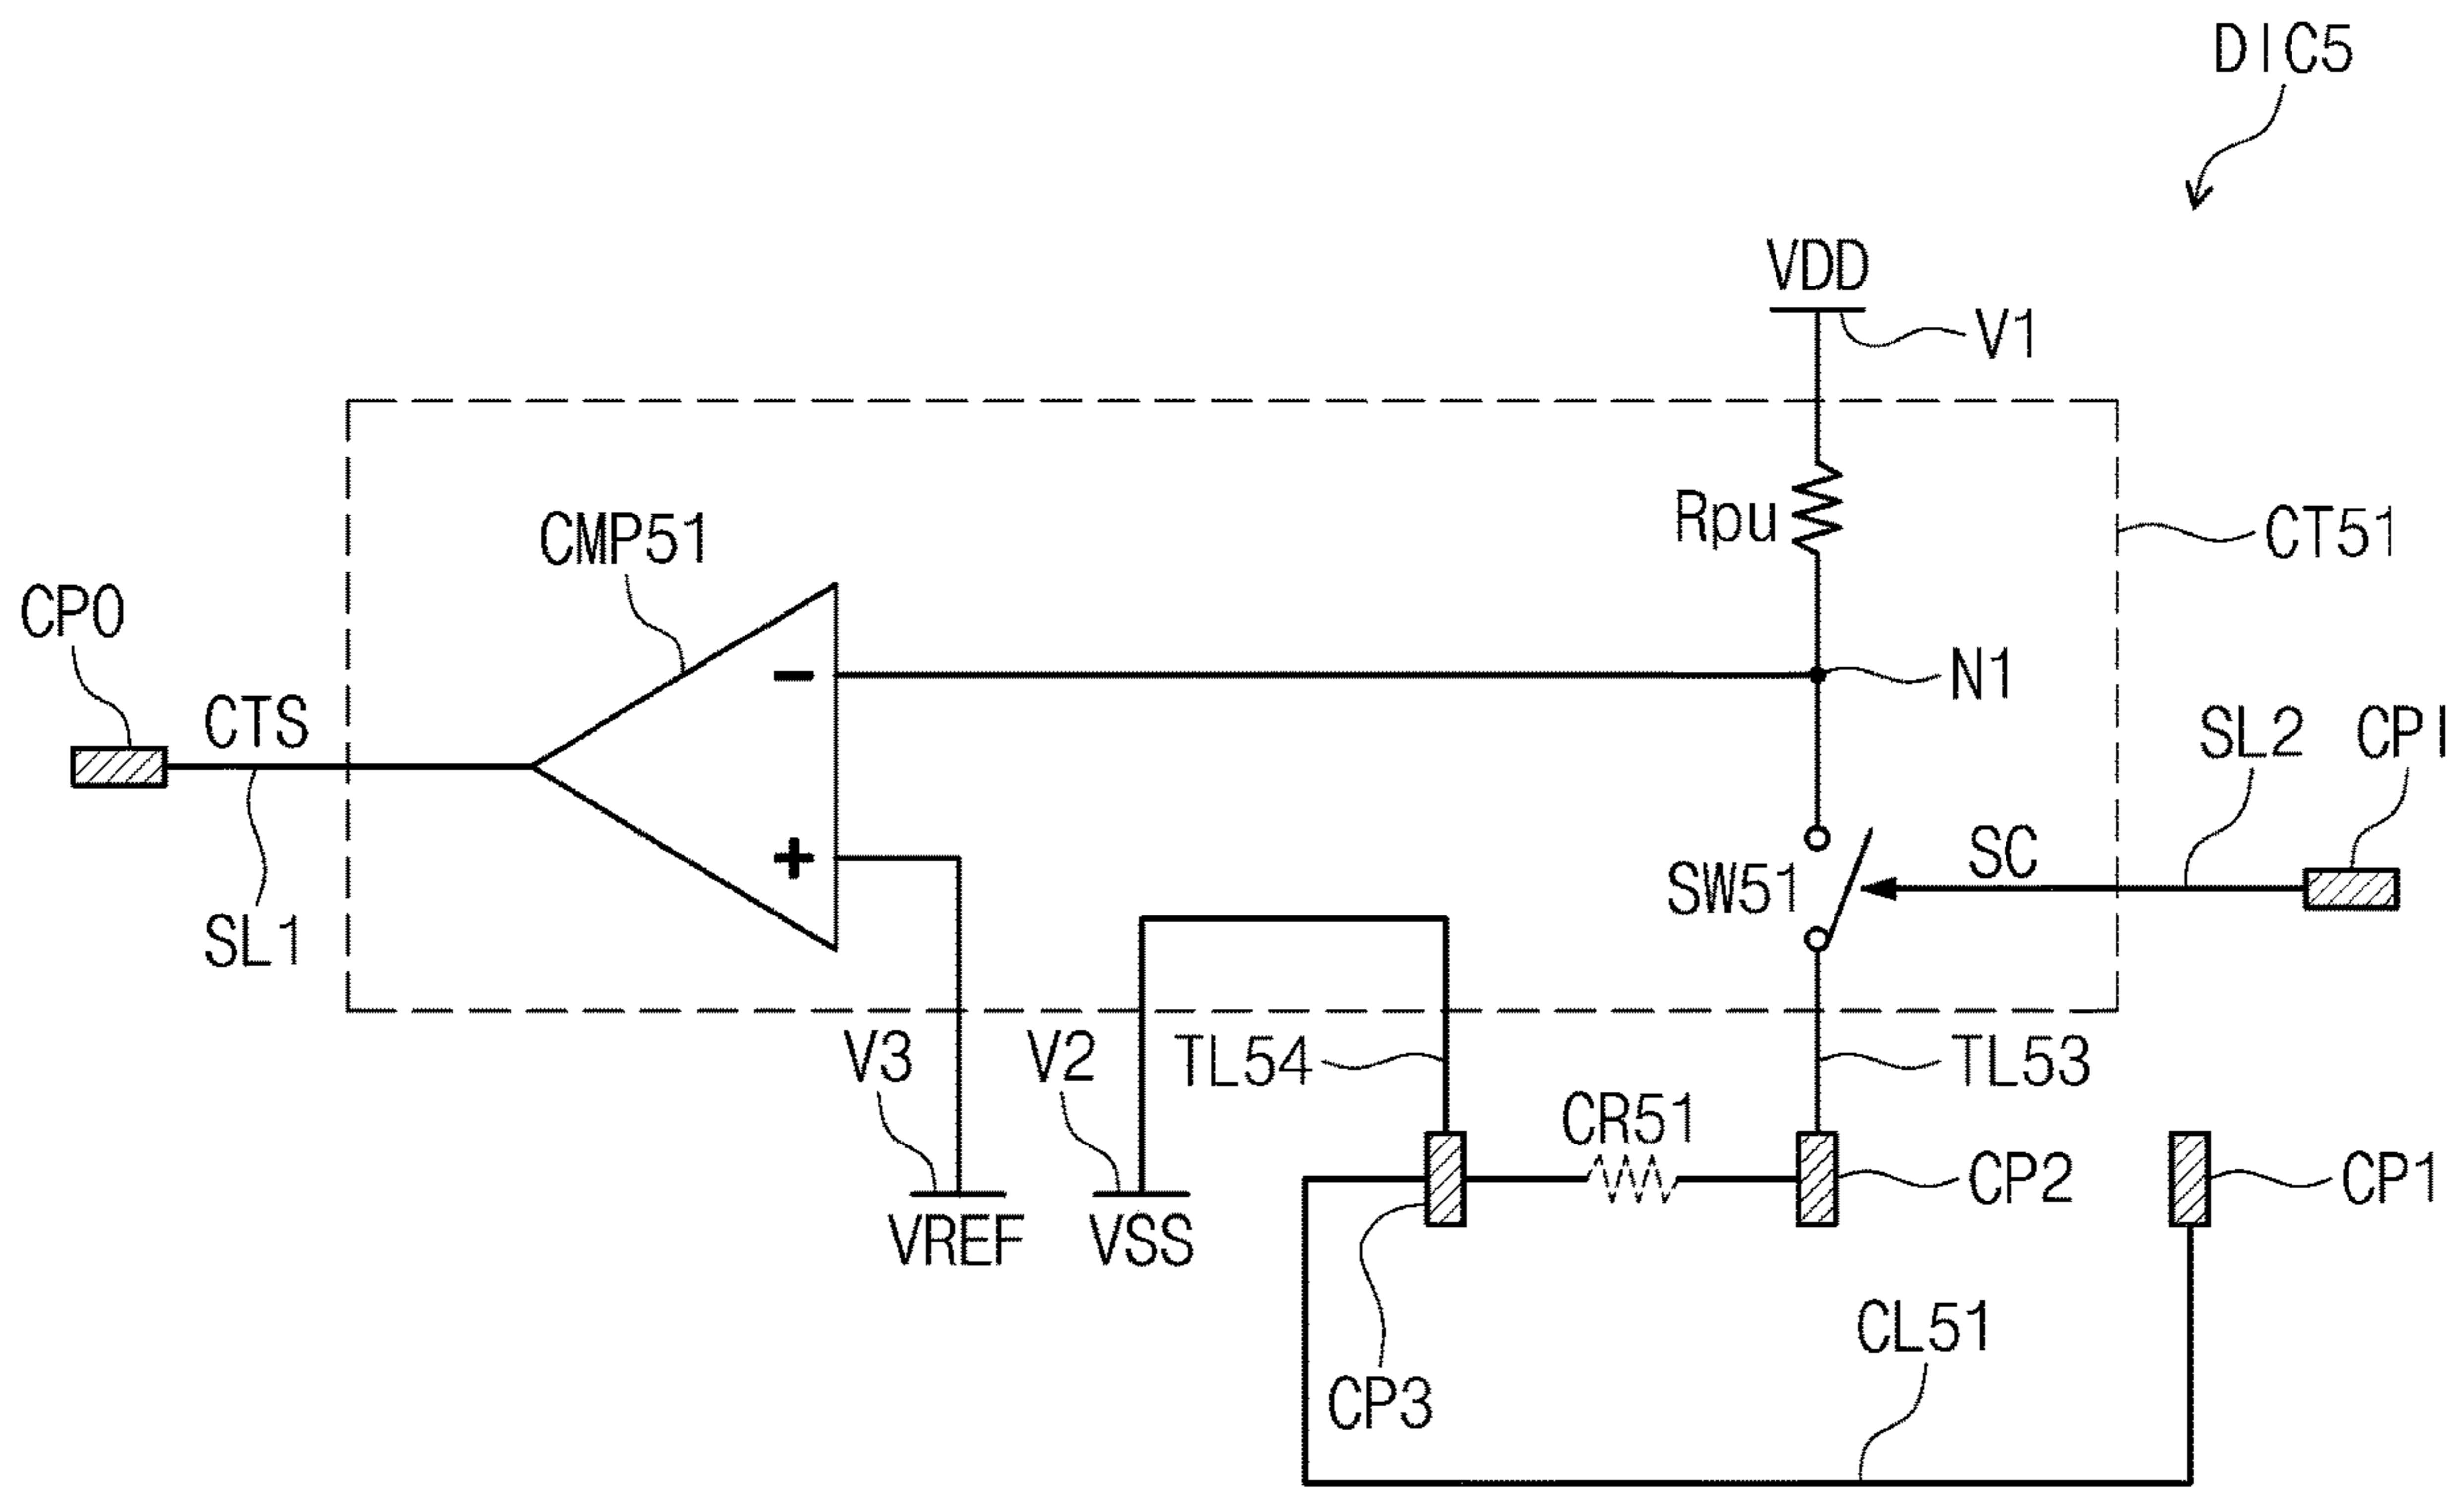 DIC5
VDD
V1
Rpu
CT51
CMP51
CPO
CTS
N1
SL2
CPI
SC
SW51
SL1
V3
V2
TL54
TL53
CR51
CP2
CP1
VREF
VSS
CL51
CP3